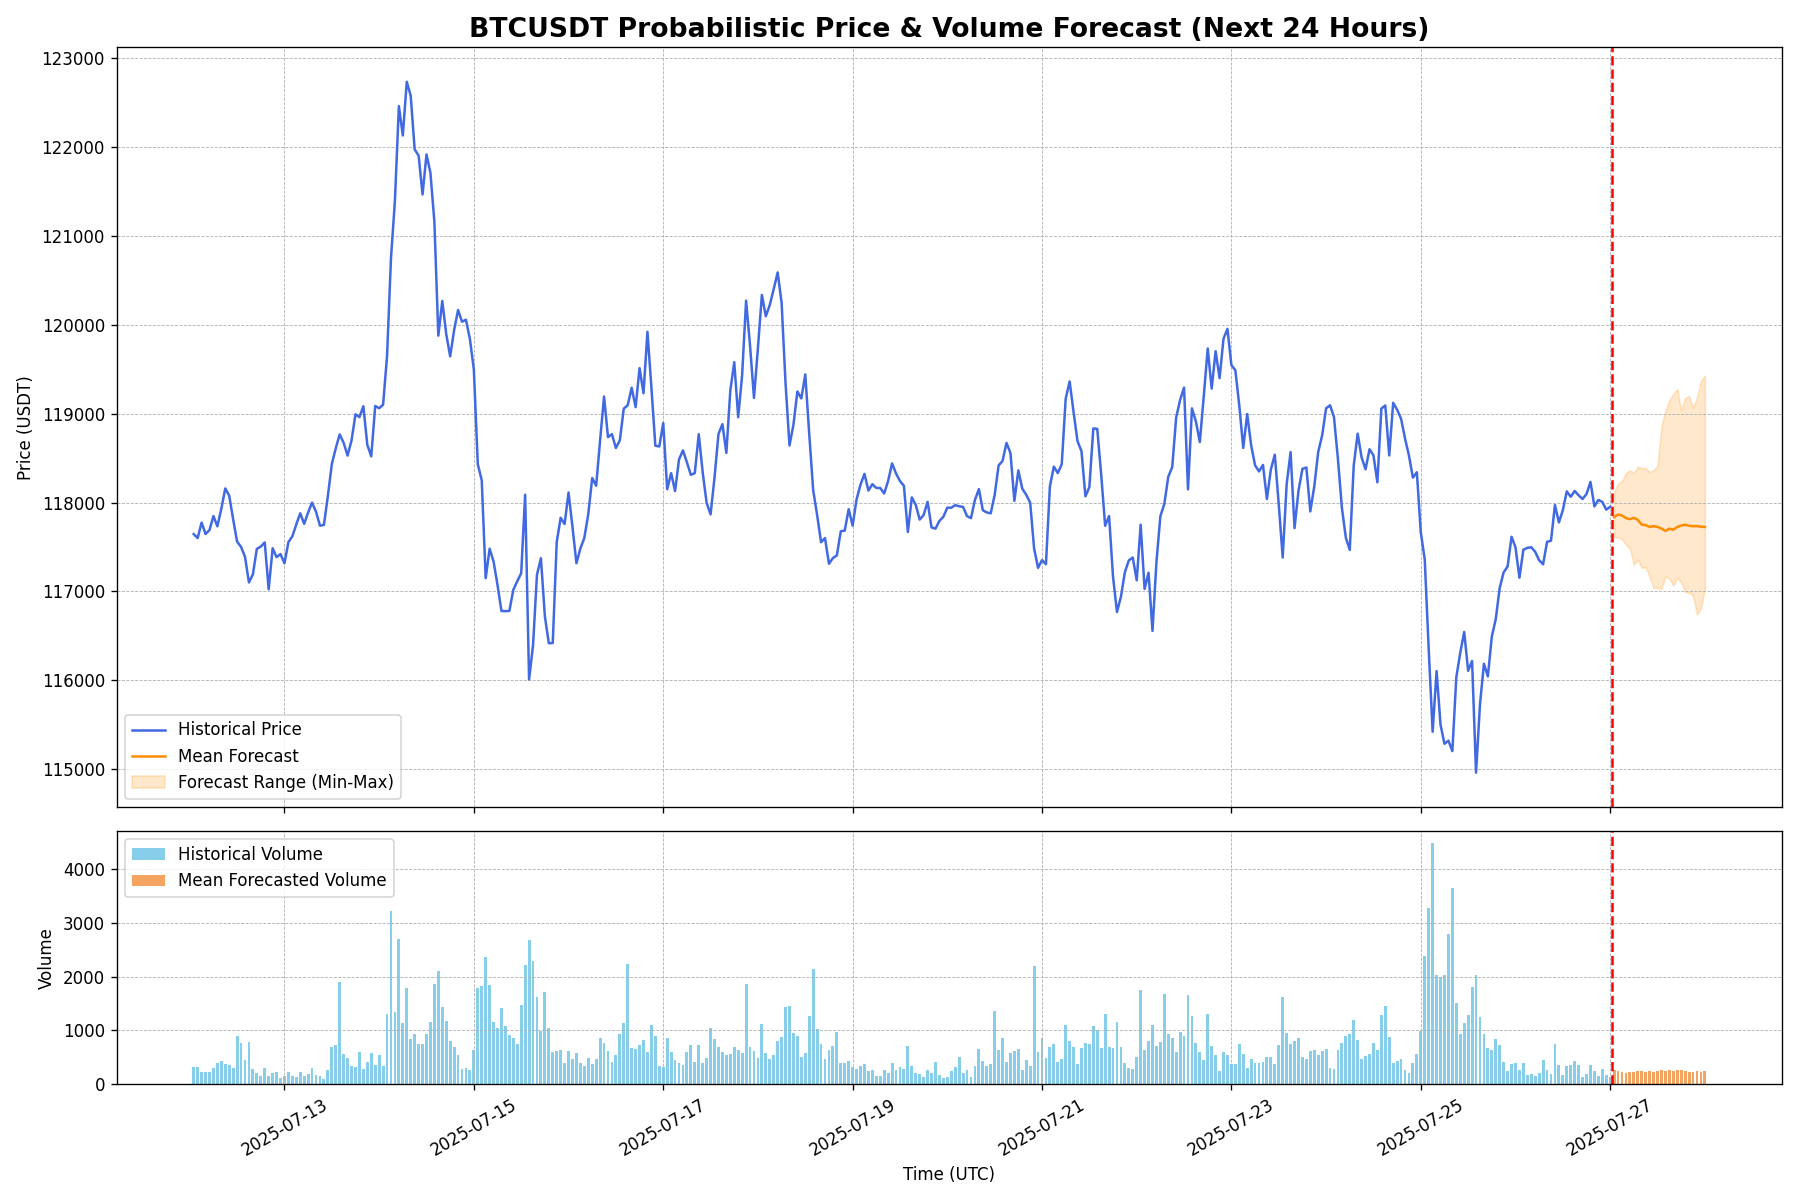 BTCUSDT Probabilistic Price & Volume Forecast (Next 24 Hours)
123000
122000
121000
120000
119000
118000
117000
116000
115000
Price (USDT)
Historical Price
Mean Forecast
Forecast Range (Min-Max)
4000
3000
2000
1000
0
Volume
Historical Volume
Mean Forecasted Volume
2025-07-13
2025-07-15
2025-07-17
2025-07-19
2025-07-21
2025-07-23
2025-07-25
2025-07-27
Time (UTC)